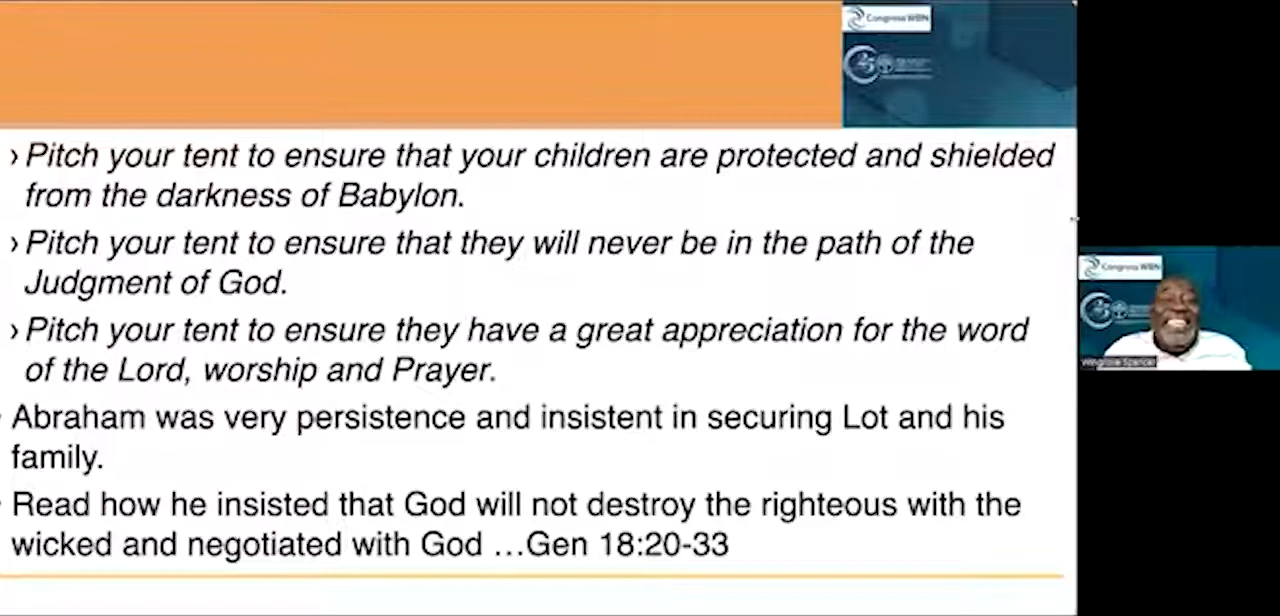 Congress WBN
› Pitch your tent to ensure that your children are protected and shielded
from the darkness of Babylon.
› Pitch your tent to ensure that they will never be in the path of the
Judgment of God.
› Pitch your tent to ensure they have a great appreciation for the word
of the Lord, worship and Prayer.
Abraham was very persistence and insistent in securing Lot and his
family.
Read how he insisted that God will not destroy the righteous with the
wicked and negotiated with God …Gen 18:20-33
Congress WBN
25
Spencer